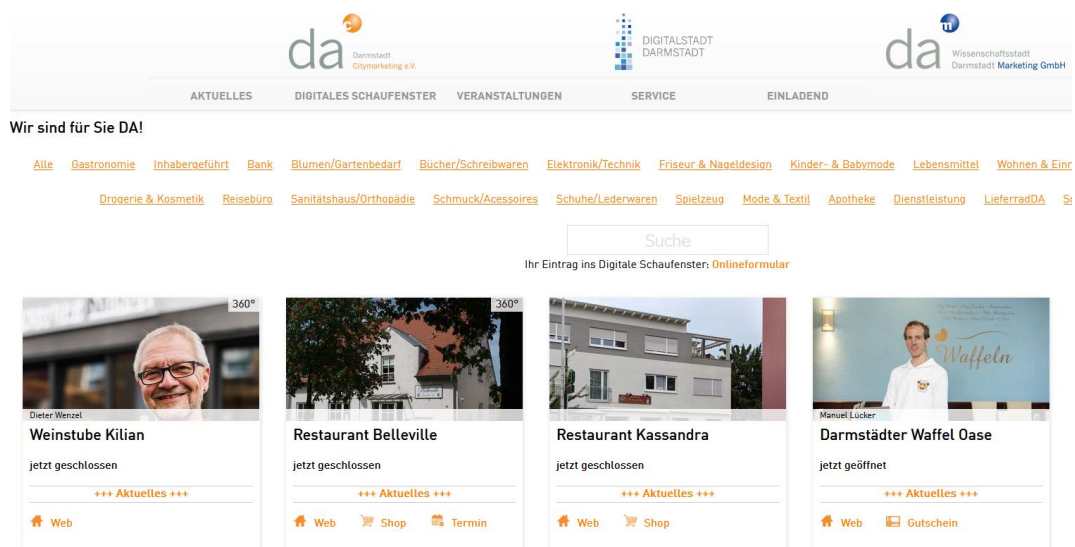 c
da
Darmstadt
Citymarketing e.V.
DIGITALSTADT
DARMSTADT
m
da
Wissenschaftsstadt
Darmstadt Marketing GmbH
AKTUELLES DIGITALES SCHAUFENSTER VERANSTALTUNGEN SERVICE EINLADEND
Wir sind für Sie DA!
Alle Gastronomie Inhabergeführt Bank Blumen/Gartenbedarf Bücher/Schreibwaren Elektronik/Technik Friseur & Nageldesign Kinder- & Babymode Lebensmittel Wohnen &
Drogerie & Kosmetik Reisebüro Sanitätshaus/Orthopädie Schmuck/Acessoires Schuhe/Lederwaren Spielzeug Mode & Textil Apotheke Dienstleistung LieferradDA
Suche
Ihr Eintrag ins Digitale Schaufenster: Onlineformular
360°
Dieter Wenzel
Weinstube Kilian
jetzt geschlossen
+++ Aktuelles +++
Web
360°
Restaurant Belleville
jetzt geschlossen
+++ Aktuelles +++
Web Shop Termin
Restaurant Kassandra
jetzt geschlossen
+++ Aktuelles +++
Web Shop
Waffeln
Manuel Lücker
Darmstädter Waffel Oase
jetzt geöffnet
+++ Aktuelles +++
Web Gutschein